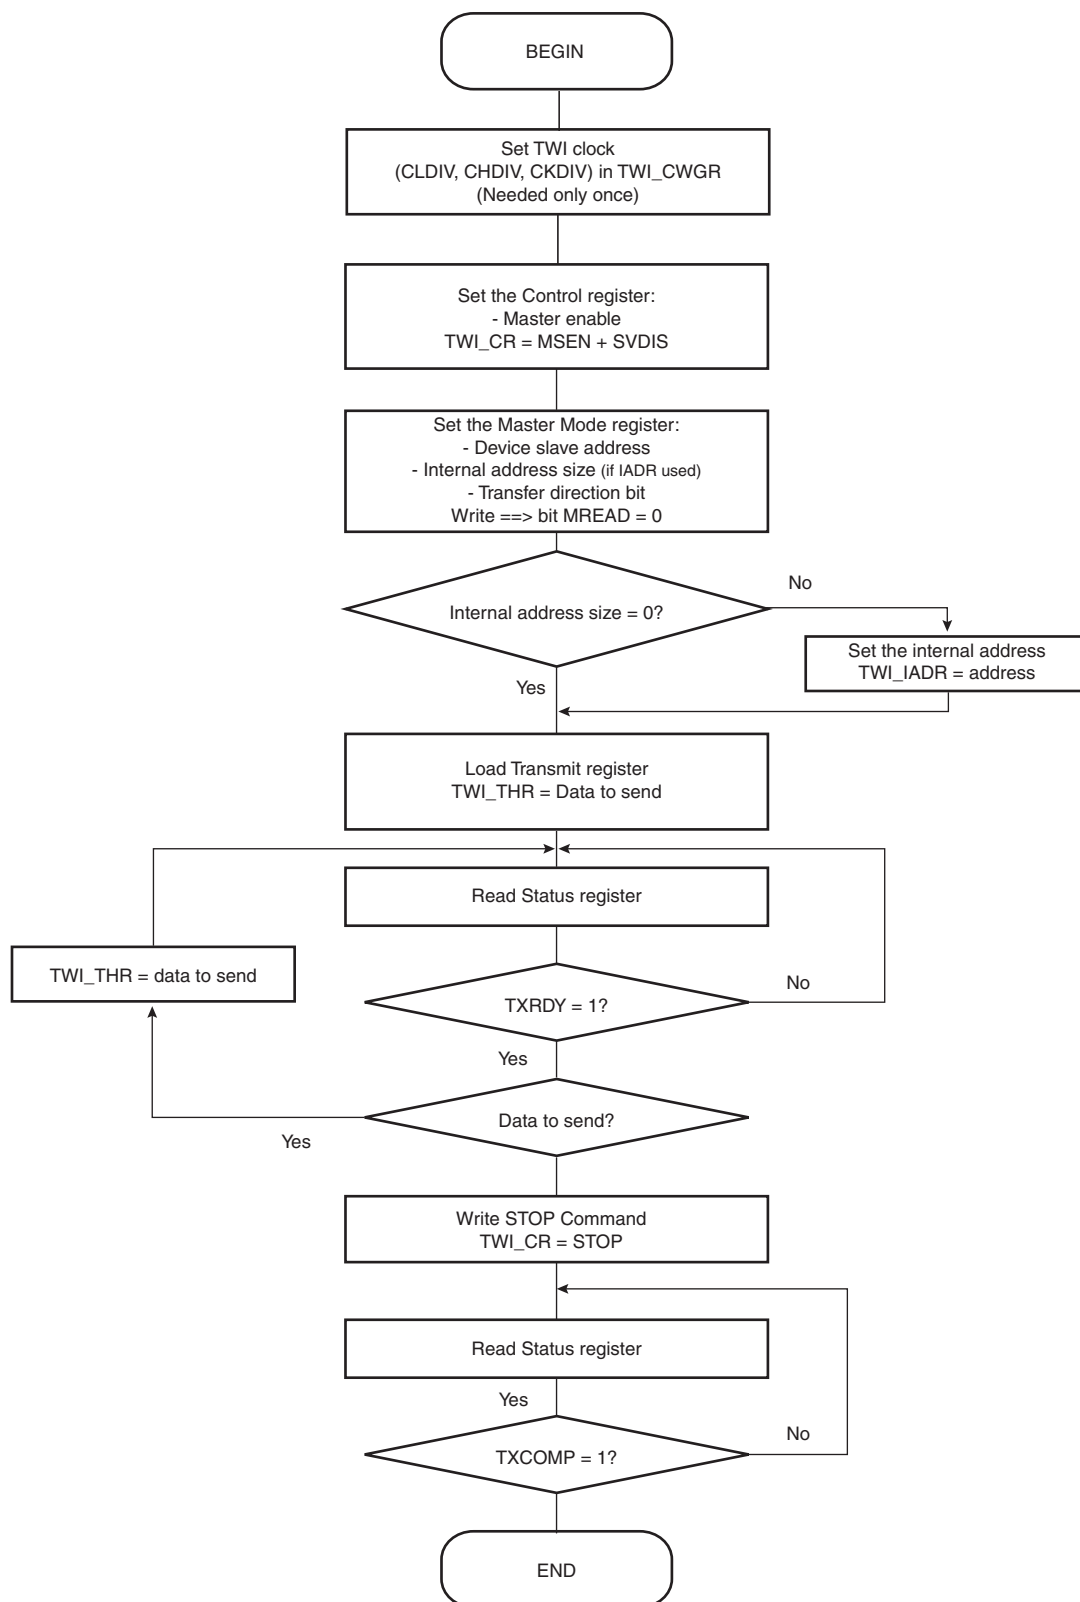 BEGIN
Set TWI clock
(CLDIV, CHDIV, CKDIV) in TWI_CWGR
(Needed only once)
Set the Control register:
- Master enable
TWI_CR = MSEN + SVDIS
Set the Master Mode register:
- Device slave address
- Internal address size (if IADR used)
- Transfer direction bit
Write ==> bit MREAD = 0
No
Internal address size = 0?
Set the internal address
TWI_IADR = address
Yes
Load Transmit register
TWI_THR = Data to send
Read Status register
TWI_THR = data to send
No
TXRDY = 1?
Yes
Data to send?
Yes
Write STOP Command
TWI_CR = STOP
Read Status register
Yes
No
TXCOMP = 1?
END